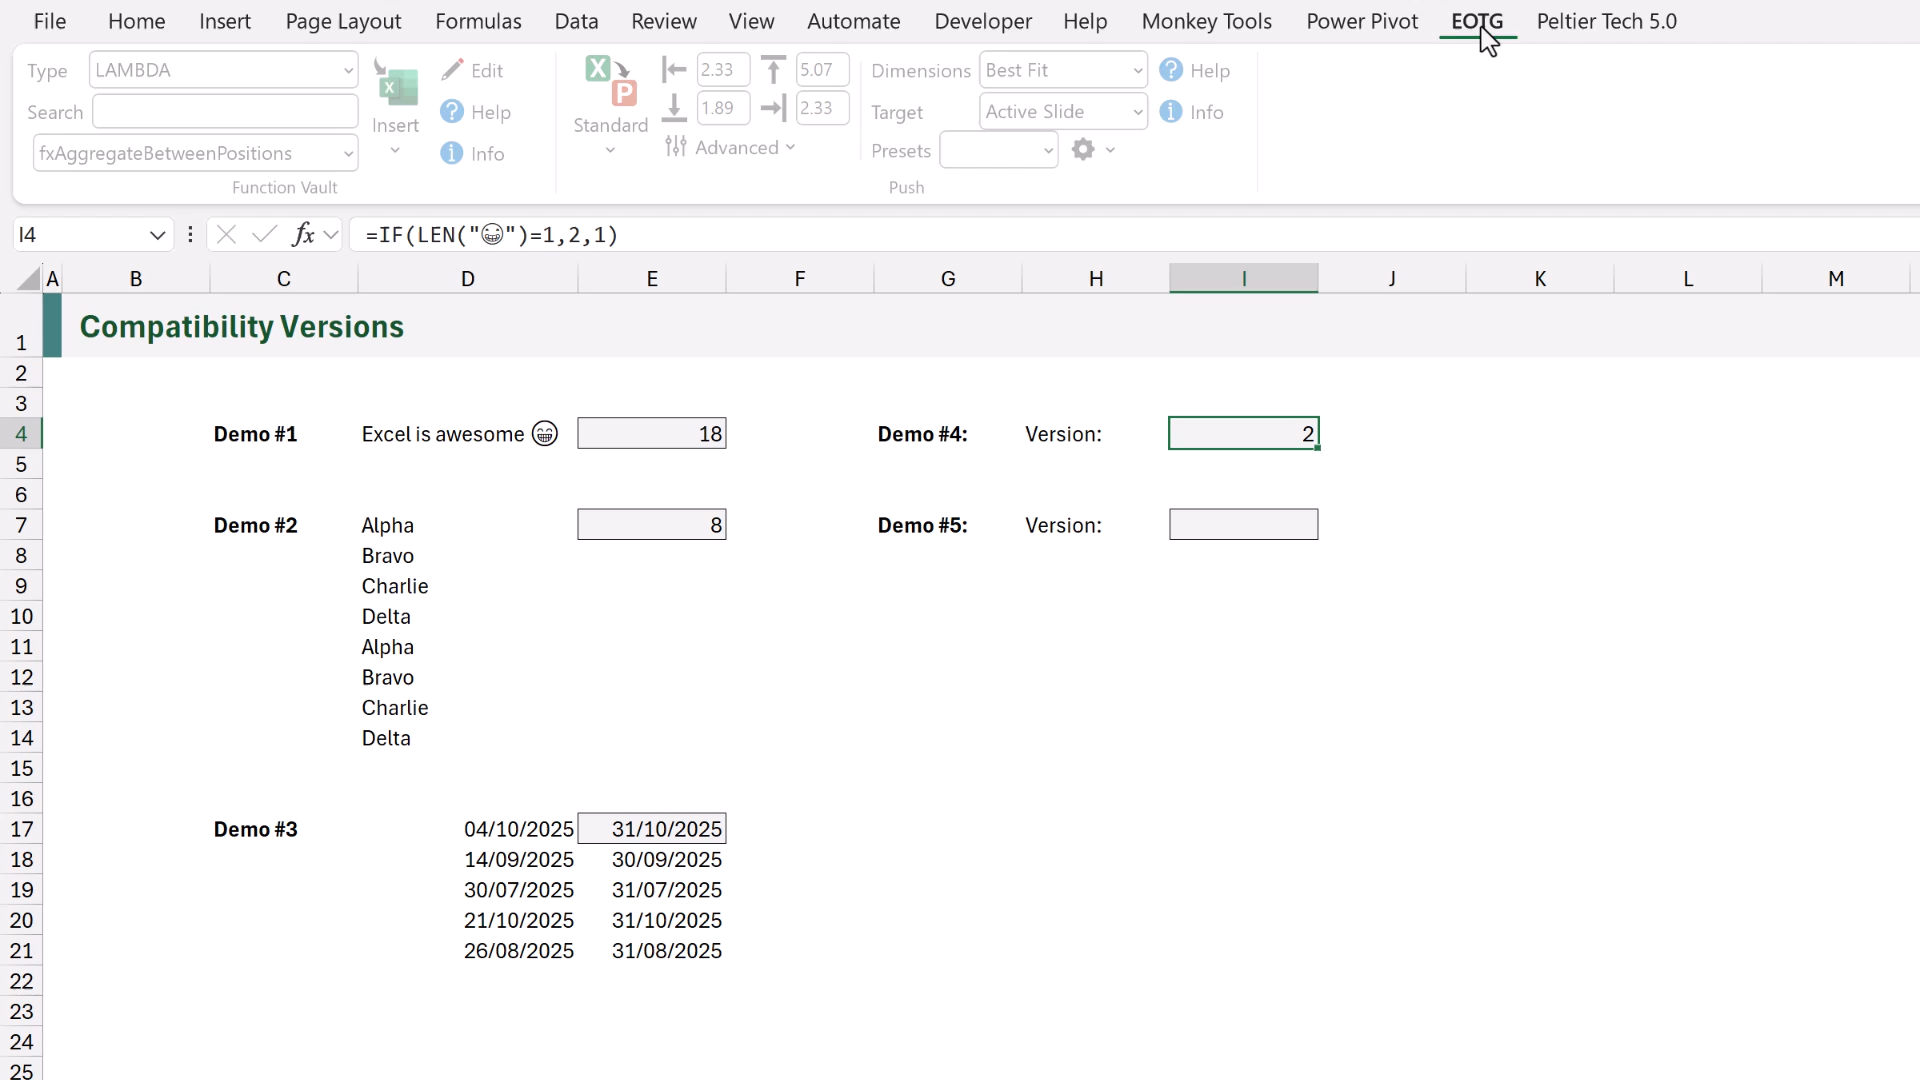 File Home Insert Page Layout Formulas Data Review View Automate Developer Help Monkey Tools Power Pivot EOTG Peltier Tech 5.0
Type LAMBDA Edit 2.33 5.07 Dimensions Best Fit Help
Search Insert Help Standard 1.89 2.33 Target Active Slide Info
fxAggregateBetweenPositions Info Advanced Presets
Function Vault Push
I4 fx =IF(LEN("😁")=1,2,1)
A B C D E F G H I J K L M
1 Compatibility Versions
2
3
4 Demo #1 Excel is awesome 😁 18 Demo #4: Version: 2
5
6
7 Demo #2 Alpha 8 Demo #5: Version:
8 Bravo
9 Charlie
10 Delta
11 Alpha
12 Bravo
13 Charlie
14 Delta
15
16
17 Demo #3 04/10/2025 31/10/2025
18 14/09/2025 30/09/2025
19 30/07/2025 31/07/2025
20 21/10/2025 31/10/2025
21 26/08/2025 31/08/2025
22
23
24
25